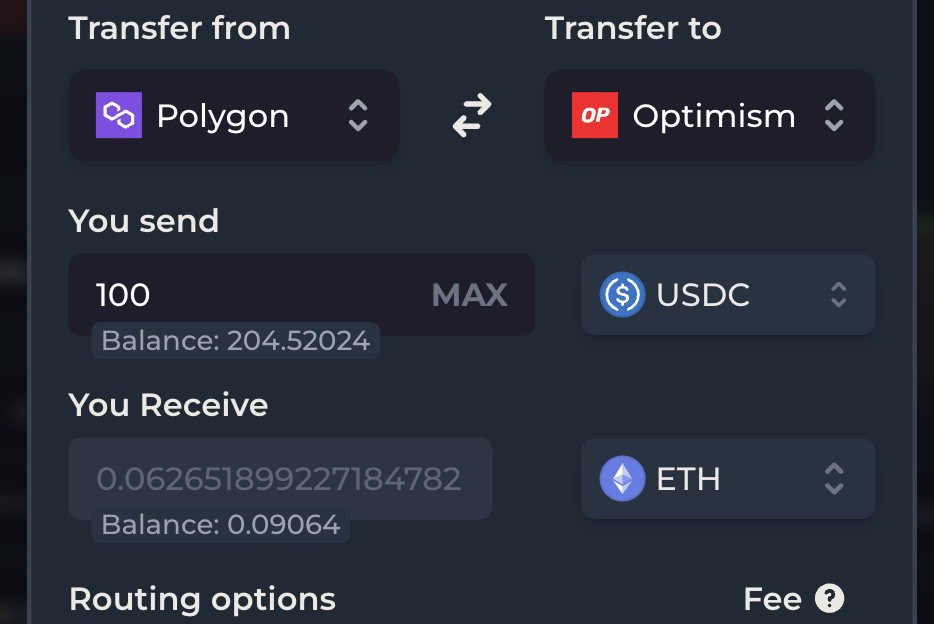 Transfer from
Transfer to
Polygon
OP Optimism
You send
100 MAX
$ USDC
Balance: 204.52024
You Receive
0.062651899227184782
ETH
Balance: 0.09064
Routing options
Fee ?